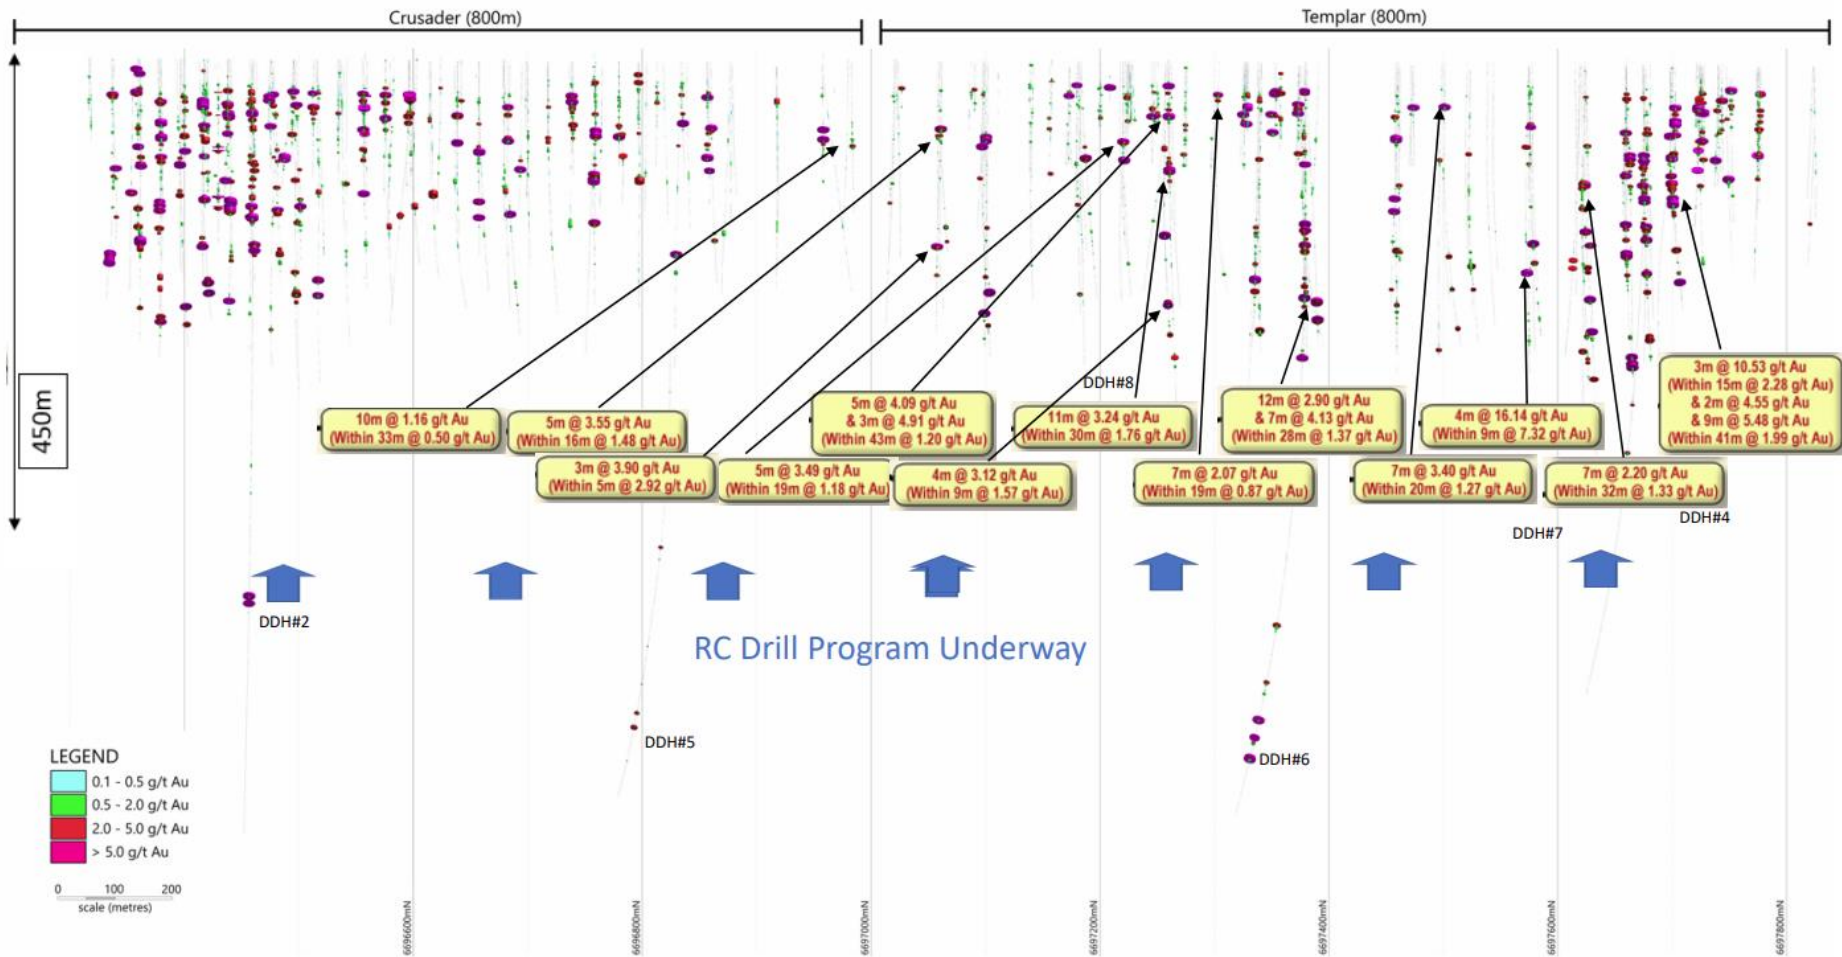 Crusader (800m)
Templar (800m)
450m
DDH#8
10m @ 1.16 g/t Au
(Within 33m @ 0.50 g/tAu)
5m @ 3.55 g/t Au
(Within 16m @ 1.48 g/tAu)
3m @ 3.90 g/t Au
(Within 5m @ 2.92 g/tAu)
5m @ 3.49 g/t Au
(Within 19m @ 1.18 g/tAu)
5m @ 4.09 g/t Au
& 3m @ 4.91 g/t Au
(Within 43m @ 1.20 g/t Au)
4m @ 3.12 g/t Au
(Within 9m @ 1.57 g/t Au)
11m @ 3.24 g/t Au
(Within 30m @ 1.76 g/t Au)
7m @ 2.07 g/t Au
(Within 19m @ 0.87 g/t Au)
12m @ 2.90 g/t Au
& 7m @ 4.13 g/t Au
(Within 28m @ 1.37 g/t Au)
7m @ 3.40 g/t Au
(Within 20m @ 1.27 g/t Au)
4m @ 16.14 g/t Au
(Within 9m @ 7.32 g/t Au)
7m @ 2.20 g/t Au
(Within 32m @ 1.33 g/t Au)
3m @ 10.53 g/t Au
(Within 15m @ 2.28 g/t Au)
& 2m @ 4.55 g/t Au
& 9m @ 5.48 g/t Au
(Within 41m @ 1.99 g/t Au)
DDH#4
DDH#7
DDH#2
RC Drill Program Underway
DDH#5
DDH#6
LEGEND
0.1 - 0.5 g/t Au
0.5 - 2.0 g/t Au
2.0 - 5.0 g/t Au
> 5.0 g/t Au
0 100 200
scale (metres)
6696600mN
6696800mN
6697000mN
6697200mN
6697400mN
6697600mN
6697800mN